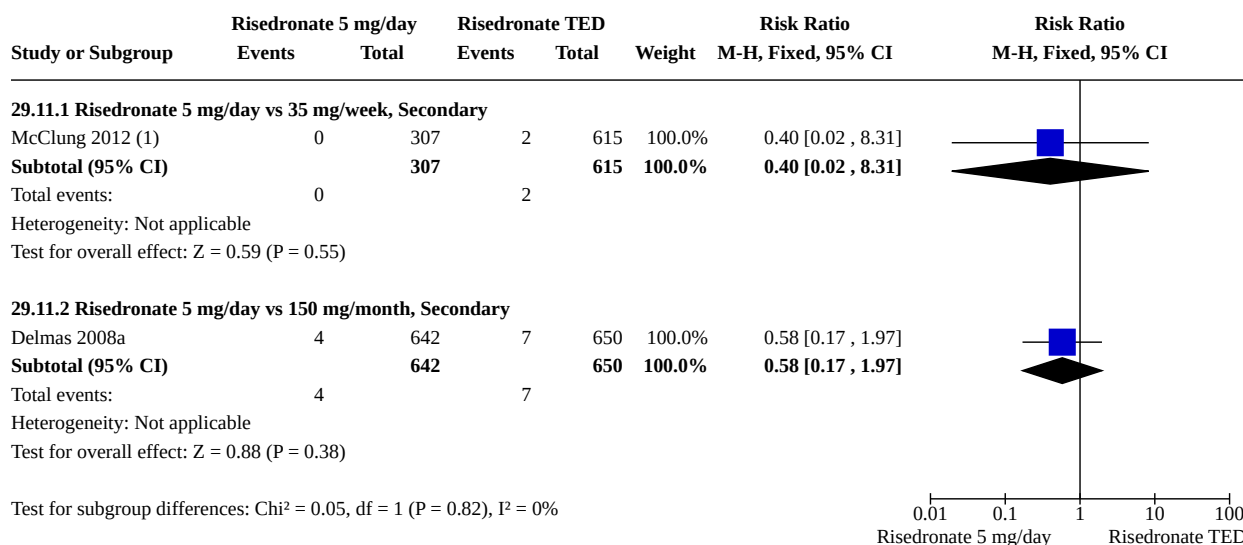 Risedronate 5 mg/day Risedronate TED Risk Ratio Risk Ratio
Study or Subgroup Events Total Events Total Weight M-H, Fixed, 95% CI M-H, Fixed, 95% CI
29.11.1 Risedronate 5 mg/day vs 35 mg/week, Secondary
McClung 2012 (1) 0 307 2 615 100.0% 0.40 [0.02 , 8.31]
Subtotal (95% CI) 307 615 100.0% 0.40 [0.02 , 8.31]
Total events: 0 2
Heterogeneity: Not applicable
Test for overall effect: Z = 0.59 (P = 0.55)
29.11.2 Risedronate 5 mg/day vs 150 mg/month, Secondary
Delmas 2008a 4 642 7 650 100.0% 0.58 [0.17 , 1.97]
Subtotal (95% CI) 642 650 100.0% 0.58 [0.17 , 1.97]
Total events: 4 7
Heterogeneity: Not applicable
Test for overall effect: Z = 0.88 (P = 0.38)
Test for subgroup differences: Chi² = 0.05, df = 1 (P = 0.82), I² = 0%
0.01 0.1 1 10 100
Risedronate 5 mg/day Risedronate TED